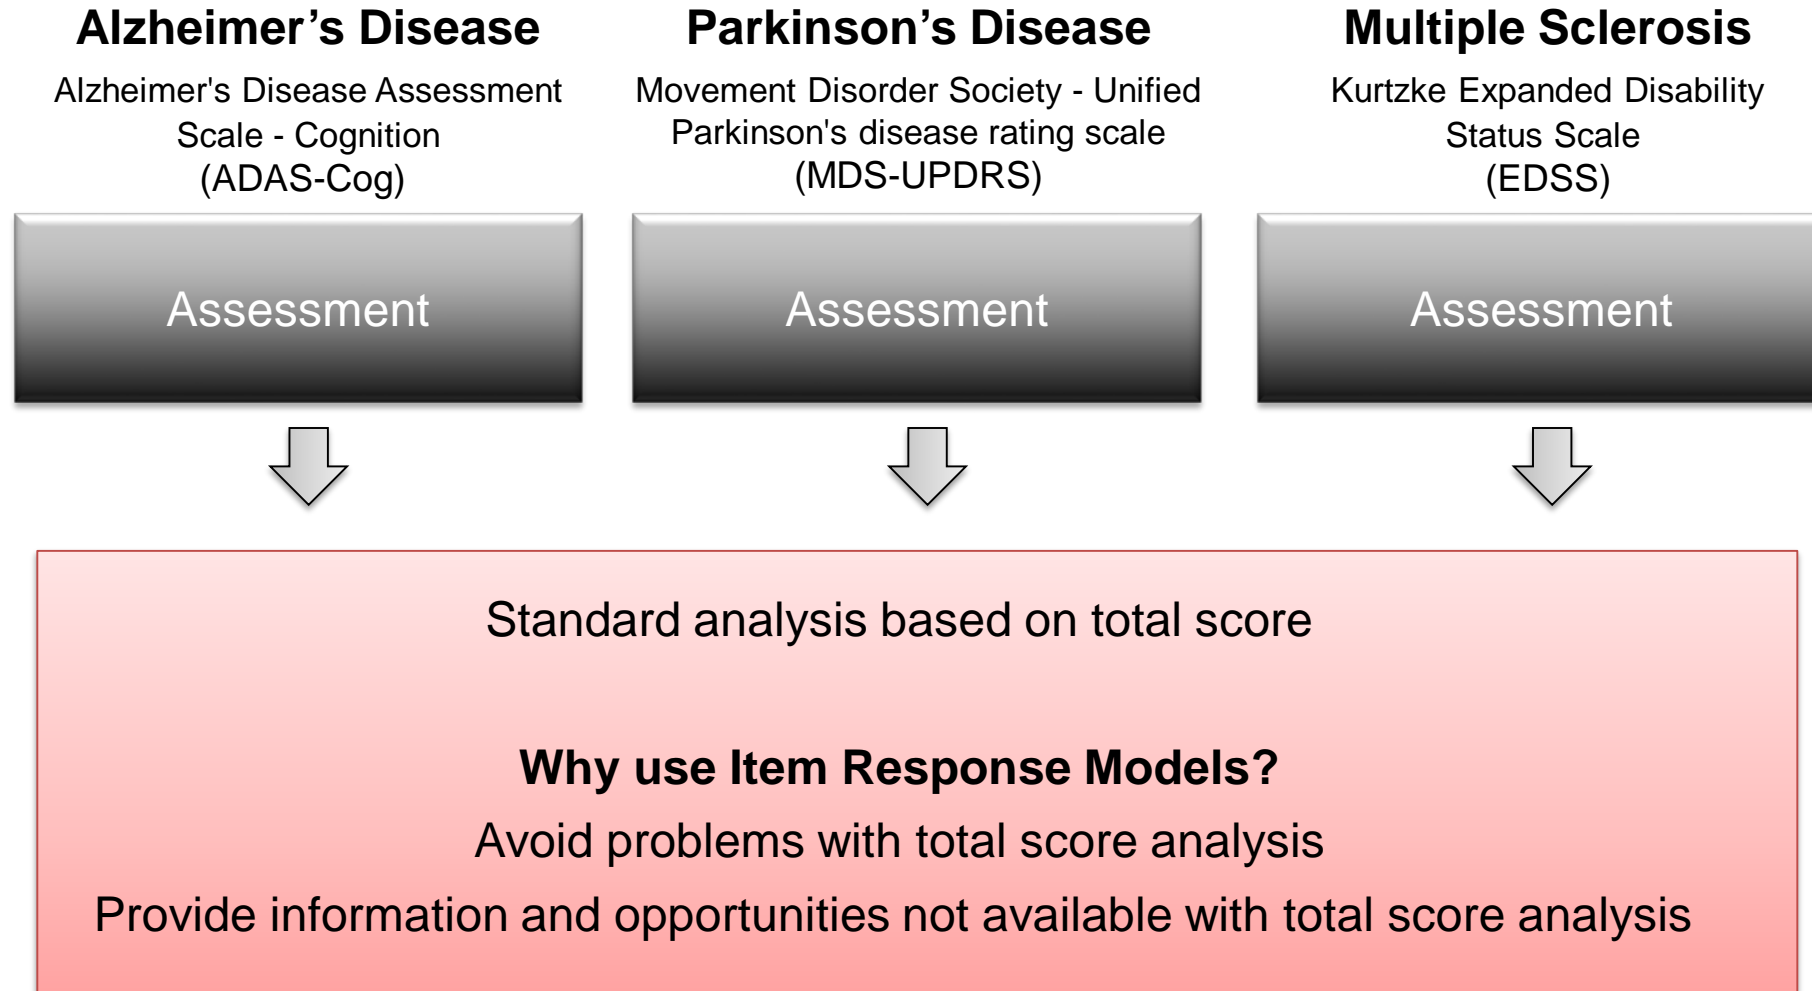 Alzheimer’s Disease
Alzheimer's Disease Assessment
Scale - Cognition
(ADAS-Cog)
Assessment
Parkinson’s Disease
Movement Disorder Society - Unified
Parkinson's disease rating scale
(MDS-UPDRS)
Assessment
Multiple Sclerosis
Kurtzke Expanded Disability
Status Scale
(EDSS)
Assessment
Standard analysis based on total score
Why use Item Response Models?
Avoid problems with total score analysis
Provide information and opportunities not available with total score analysis